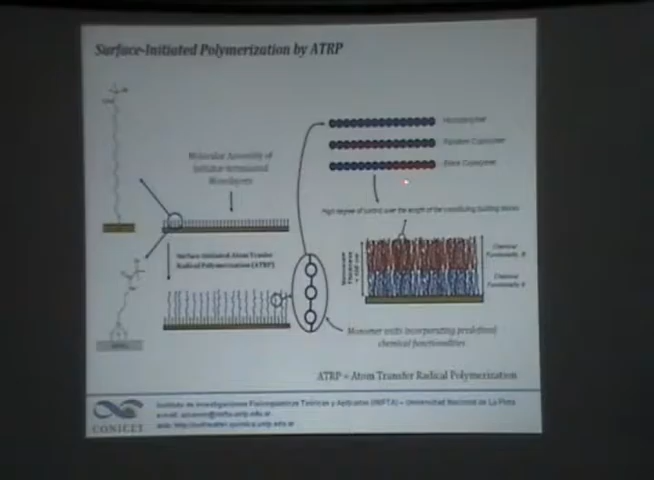 Surface-Initiated Polymerization by ATRP
Molecular Assembly of
Initiator-terminated
Monolayers
Homopolymer
Random Copolymer
Block Copolymer
High degree of control over the length of the constituting building blocks
Surface-Initiated Atom Transfer
Radical Polymerization (ATRP)
Chemical
Functionality B
Chemical
Functionality A
Monomer units incorporating predefined
chemical functionalities
ATRP = Atom Transfer Radical Polymerization
CONICET
Instituto de Investigaciones Fisicoquímicas Teóricas y Aplicadas (INIFTA) – Universidad Nacional de La Plata